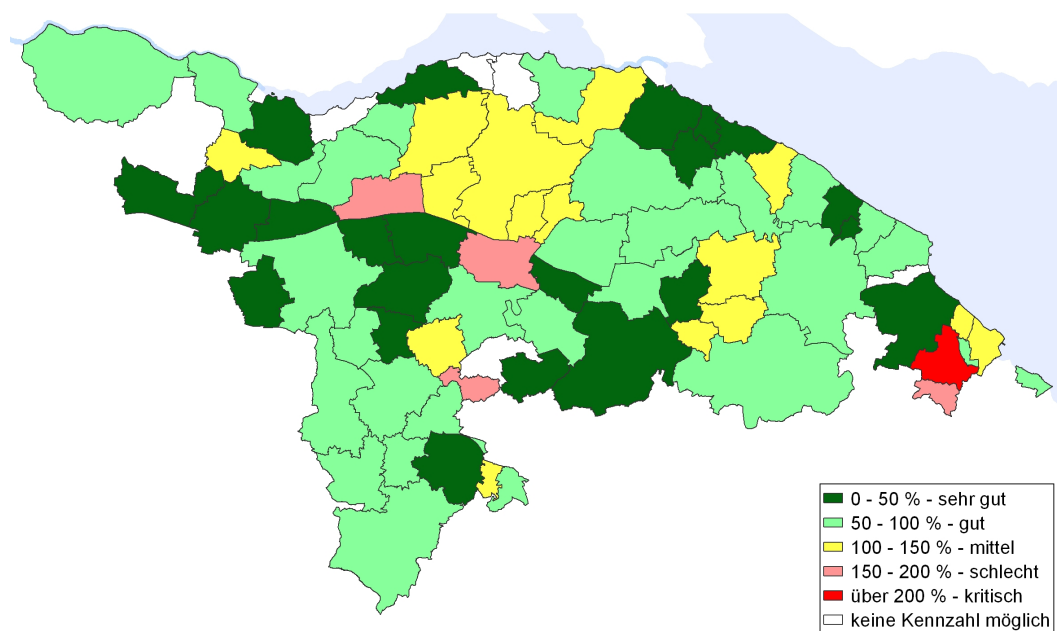 0 - 50 % - sehr gut
50 - 100 % - gut
100 - 150 % - mittel
150 - 200 % - schlecht
über 200 % - kritisch
keine Kennzahl möglich